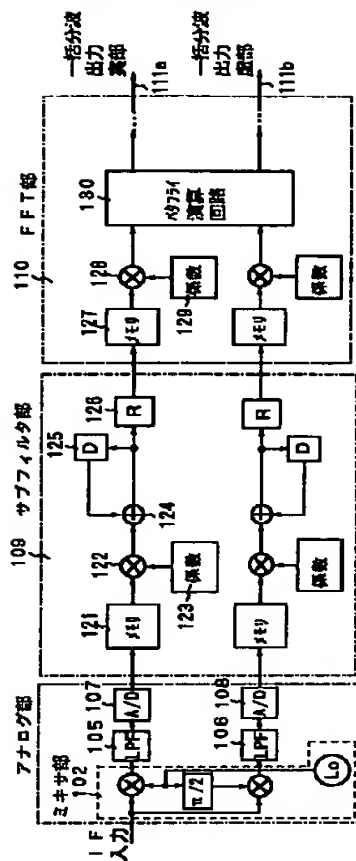 アナログ部
ミキサ部
102
IF
入力
π/2
Lo
105
LPF
107
A/D
106
LPF
108
A/D
109
サブフィルタ部
121
メモリ
122
123
係数
124
125
D
126
R
メモリ
係数
D
R
110
FFT部
127
メモリ
128
129
係数
130
バタフライ
演算
回路
メモリ
係数
一括分波
出力
実部
111a
一括分波
出力
虚部
111b